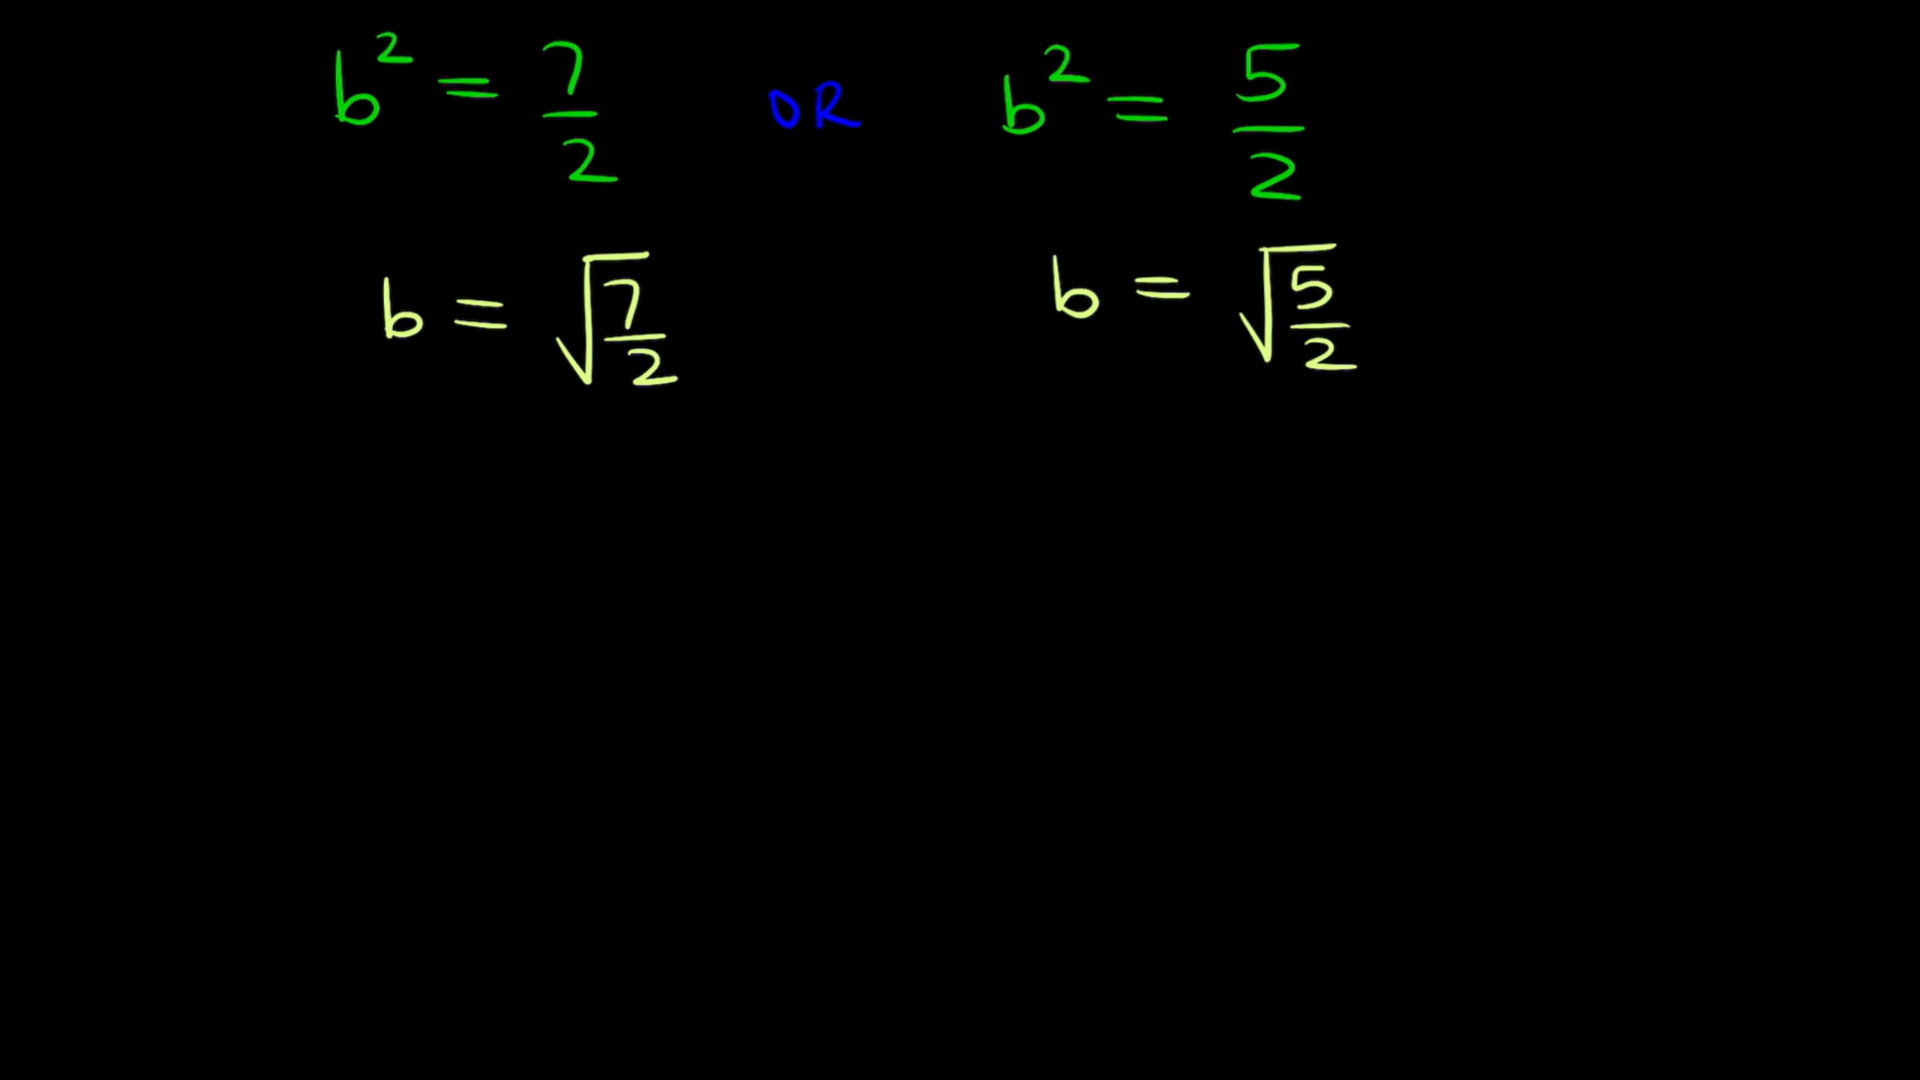 b² = 7/2 OR b² = 5/2
b = √7/2 b = √5/2